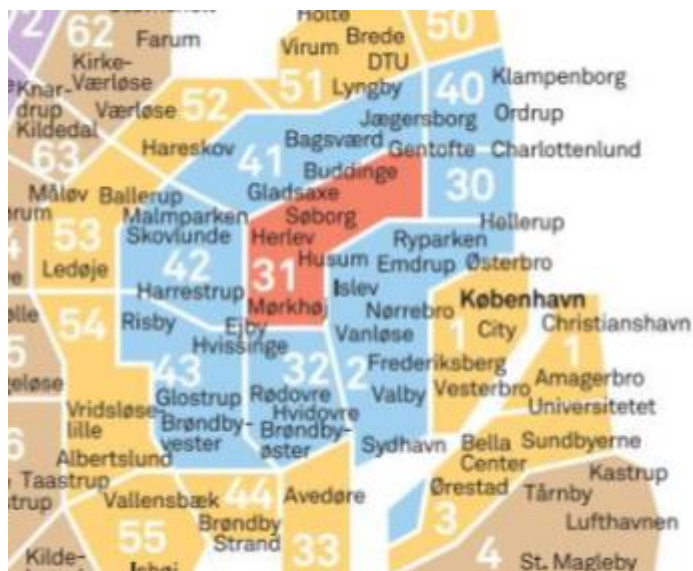 Holte
2
62
Farum
Virum
Brede
50
Kirke-
Værløse
DTU
51
Lyngby
40
Klampenborg
Knar-
drup
Værløse
52
Jægersborg
Ordrup
Kildedal
Hareskov
41
Bagsværd
Gentofte
Charlottenlund
63
Buddinge
30
Måløv
Ballerup
Gladsaxe
Malmparken
Søborg
Hellerup
53
Skovlunde
Herlev
Ryparken
Ledøje
42
31
Husum
Emdrup
Østerbro
Harrestrup
Islev
København
54
Risby
Mørkhøj
Nørrebro
1
City
Christianshavn
Ejby
Vanløse
1
Hvissinge
43
32
2
Frederiksberg
Glostrup
Rødovre
Valby
Vesterbro
Amagerbro
Vridsløse-
lille
Brøndby-
vester
Hvidovre
Brøndby-
øster
Universitetet
Sydhavn
Bella
Center
Sundbyerne
Albertslund
Kastrup
Taastrup
Vallensbæk
44
Avedøre
Ørestad
Tårnby
Brøndby
Strand
3
Lufthavnen
55
33
4
Kilde-
Ishøj
St. Magleby